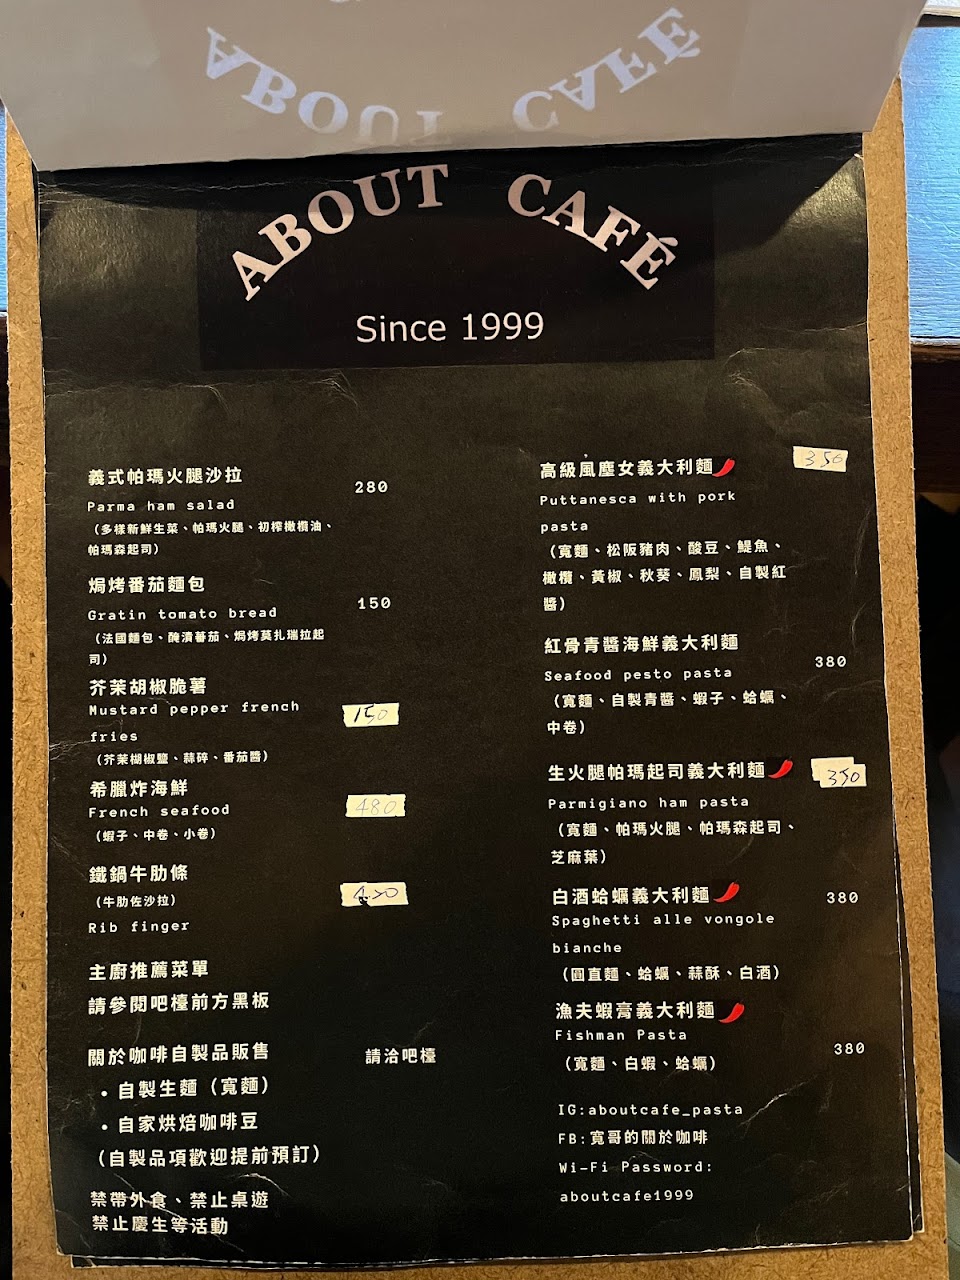 ABOUT CAFÉ
ABOUT CAFÉ
Since 1999
義式帕瑪火腿沙拉
280
Parma ham salad
（多樣新鮮生菜、帕瑪火腿、初榨橄欖油、
帕瑪森起司）
焗烤番茄麵包
Gratin tomato bread
150
（法國麵包、醃漬蕃茄、焗烤莫扎瑞拉起
司）
芥茉胡椒脆薯
Mustard pepper french
150
fries
（芥茉椒鹽、蒜碎、番茄醬）
希臘炸海鮮
French seafood
480
（蝦子、中卷、小卷）
鐵鍋牛肋條
（牛肋佐沙拉）
Rib finger
主廚推薦菜單
請參閱吧檯前方黑板
關於咖啡自製品販售
請洽吧檯
• 自製生麵（寬麵）
• 自家烘焙咖啡豆
（自製品項歡迎提前預訂）
禁帶外食、禁止桌遊
禁止慶生等活動
高級風塵女義大利麵
350
Puttanesca with pork
pasta
（寬麵、松阪豬肉、酸豆、鯷魚、
橄欖、黃椒、秋葵、鳳梨、自製紅
醬）
紅骨青醬海鮮義大利麵
380
Seafood pesto pasta
（寬麵、自製青醬、蝦子、蛤蠣、
中卷）
生火腿帕瑪起司義大利麵
350
Parmigiano ham pasta
（寬麵、帕瑪火腿、帕瑪森起司、
芝麻葉）
白酒蛤蠣義大利麵
380
Spaghetti alle vongole
bianche
（圓直麵、蛤蠣、蒜酥、白酒）
漁夫蝦膏義大利麵
Fishman Pasta
380
（寬麵、白蝦、蛤蠣）
IG:aboutcafe_pasta
FB:寬哥的關於咖啡
Wi-Fi Password:
aboutcafe1999